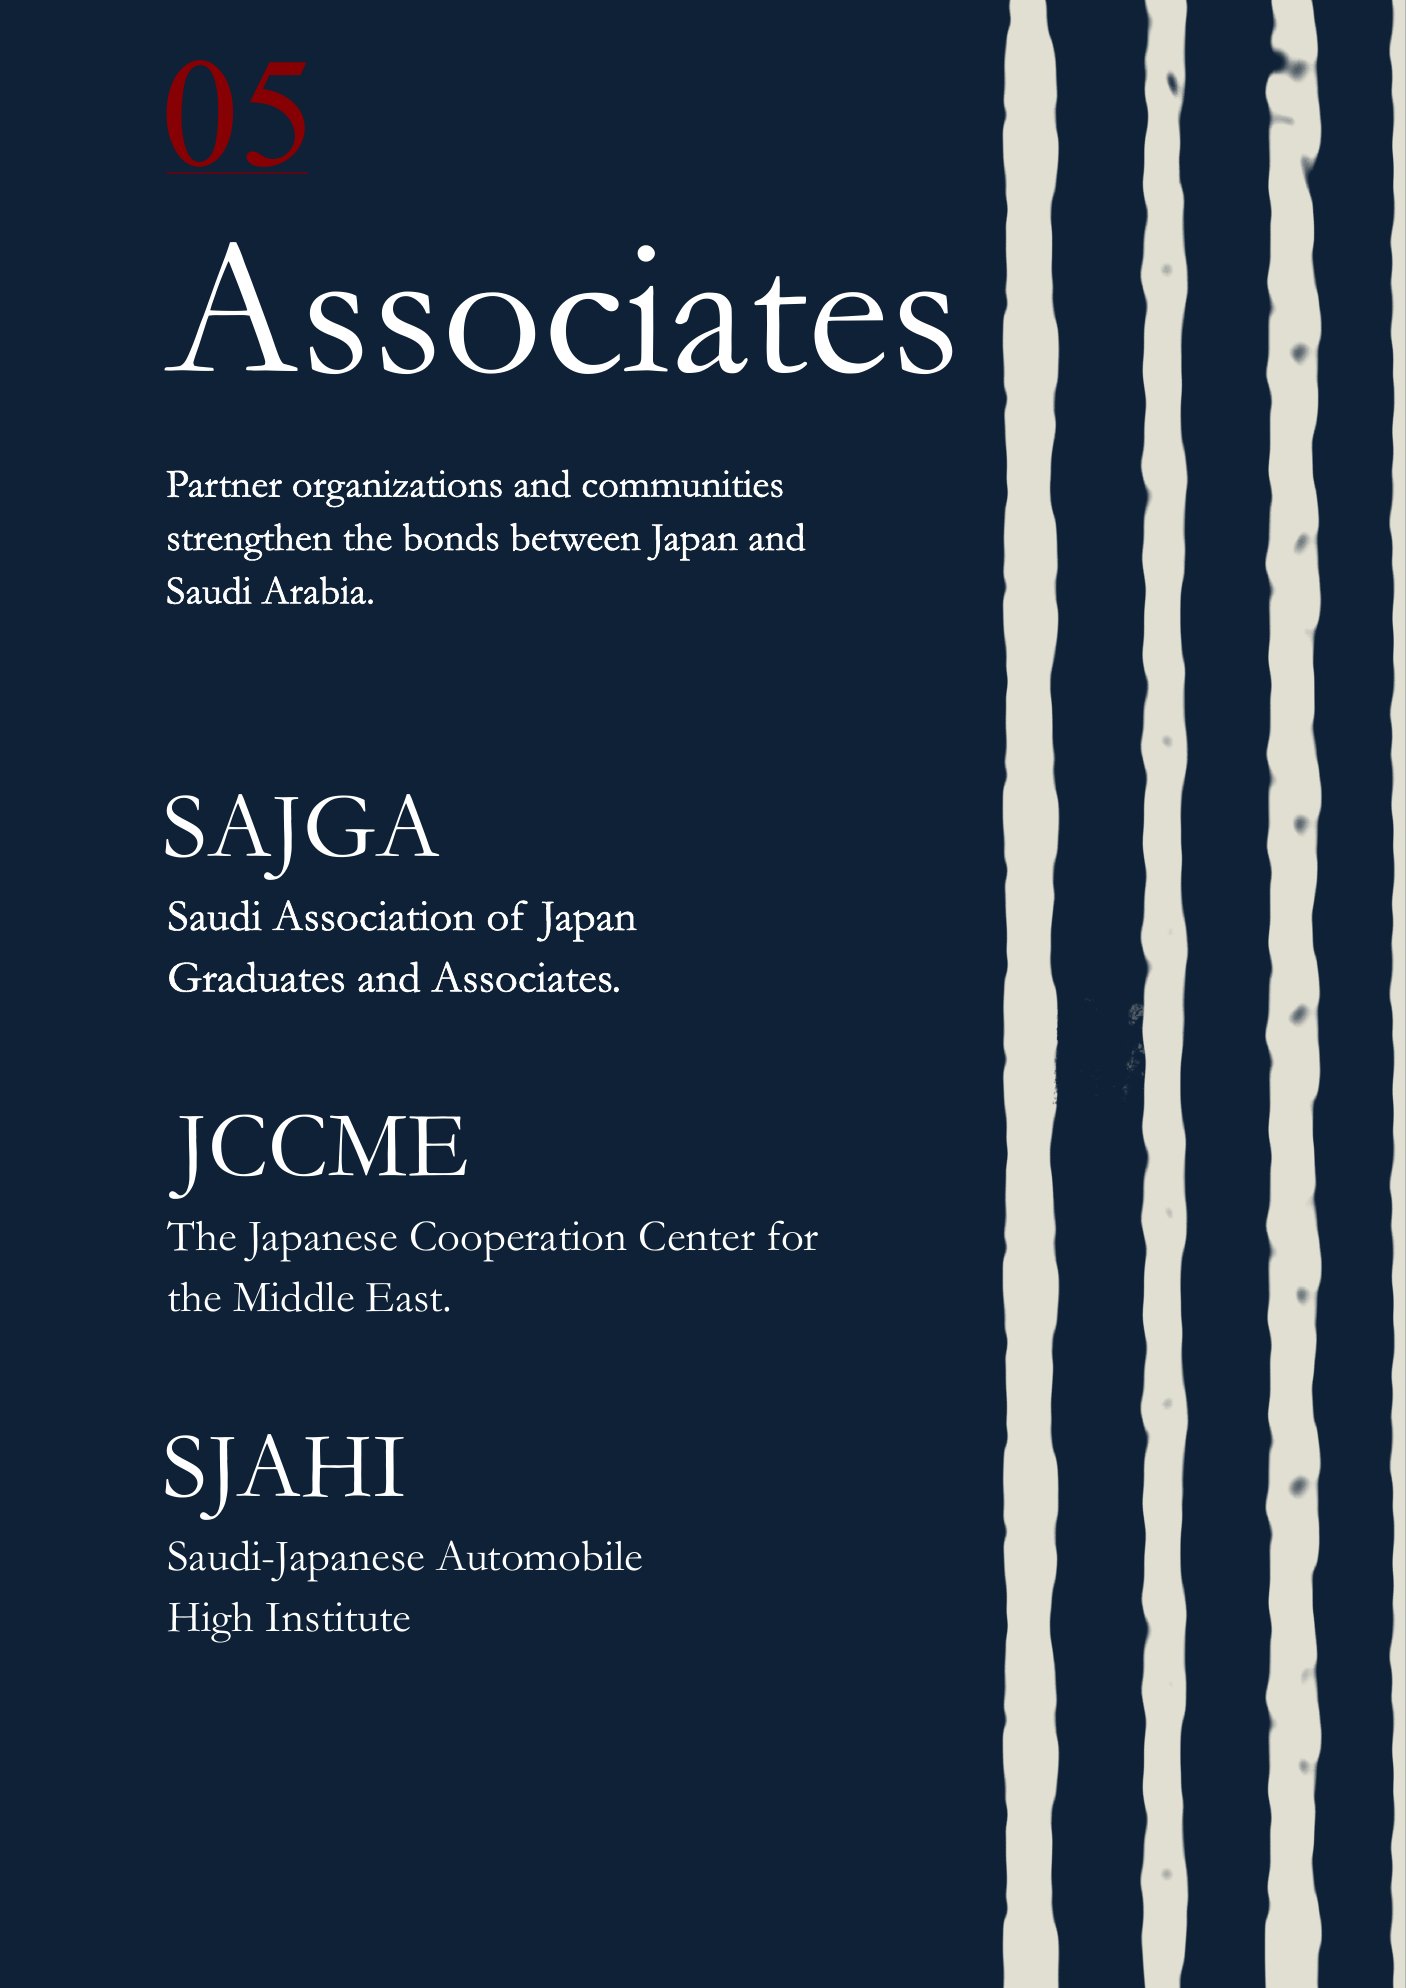 05
Associates
Partner organizations and communities
strengthen the bonds between Japan and
Saudi Arabia.
SAJGA
Saudi Association of Japan
Graduates and Associates.
JCCME
The Japanese Cooperation Center for
the Middle East.
SJAHI
Saudi-Japanese Automobile
High Institute